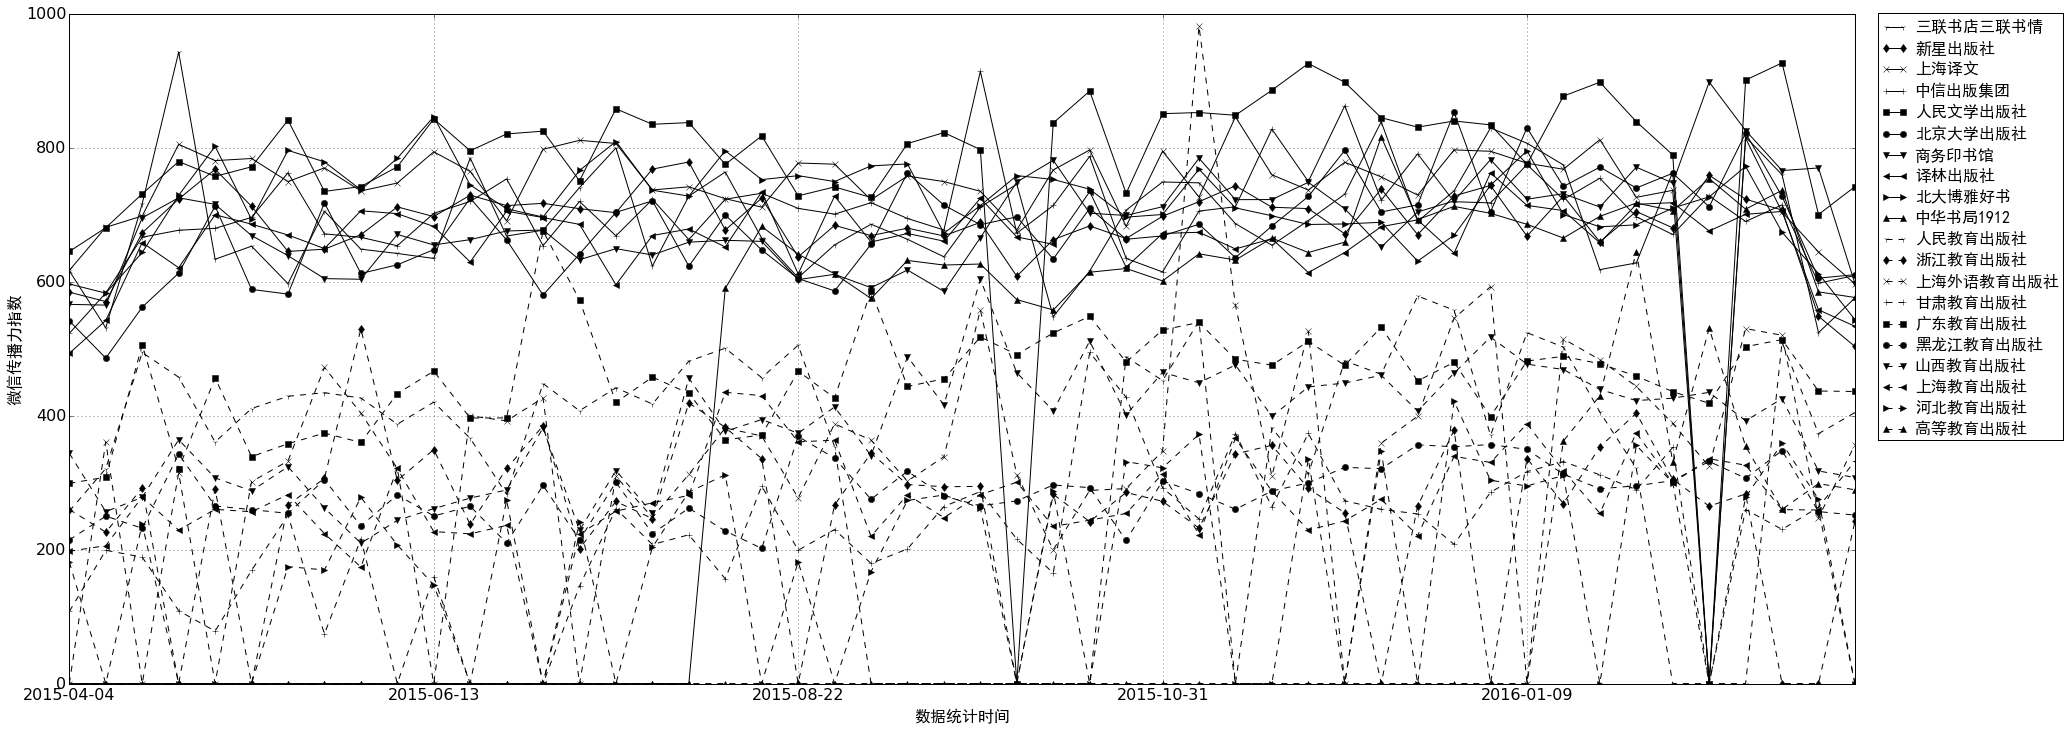 1000
800
600
400
200
0
微信传播力指数
2015-04-04
2015-06-13
2015-08-22
2015-10-31
2016-01-09
数据统计时间
三联书店三联书情
新星出版社
上海译文
中信出版集团
人民文学出版社
北京大学出版社
商务印书馆
译林出版社
北大博雅好书
中华书局1912
人民教育出版社
浙江教育出版社
上海外语教育出版社
甘肃教育出版社
广东教育出版社
黑龙江教育出版社
山西教育出版社
上海教育出版社
河北教育出版社
高等教育出版社